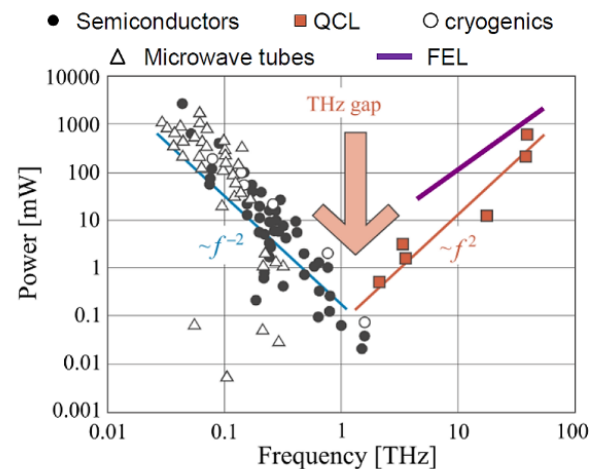 Semiconductors QCL cryogenics
Microwave tubes FEL
10000
1000
100
10
1
0.1
0.01
0.001
Power [mW]
THz gap
~f⁻²
~f²
0.01 0.1 1 10 100
Frequency [THz]